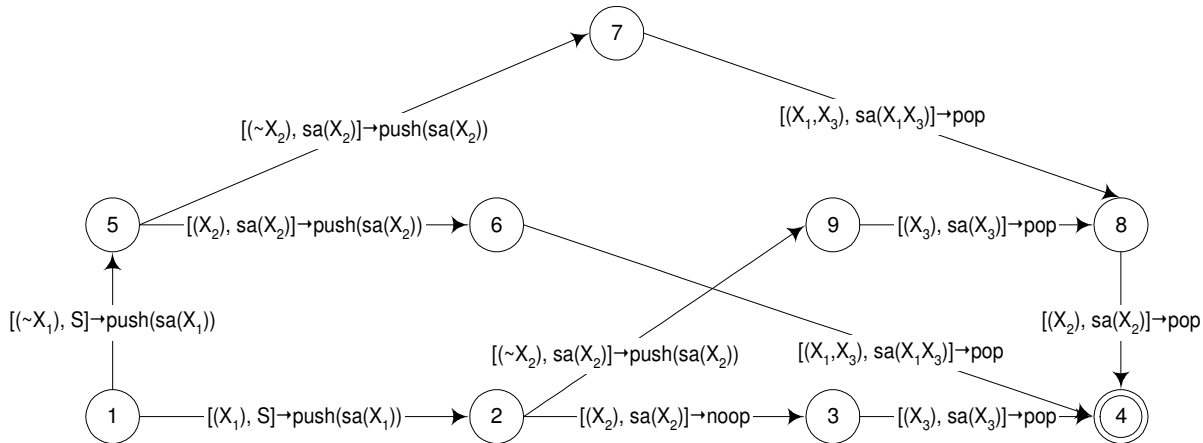 7
[(~X₂), sa(X₂)]→push(sa(X₂))
[(X₁,X₃), sa(X₁X₃)]→pop
5
[(X₂), sa(X₂)]→push(sa(X₂))
6
9
[(X₃), sa(X₃)]→pop
8
[(~X₁), S]→push(sa(X₁))
[(X₂), sa(X₂)]→pop
[(~X₂), sa(X₂)]→push(sa(X₂))
[(X₁,X₃), sa(X₁X₃)]→pop
1
[(X₁), S]→push(sa(X₁))
2
[(X₂), sa(X₂)]→noop
3
[(X₃), sa(X₃)]→pop
4